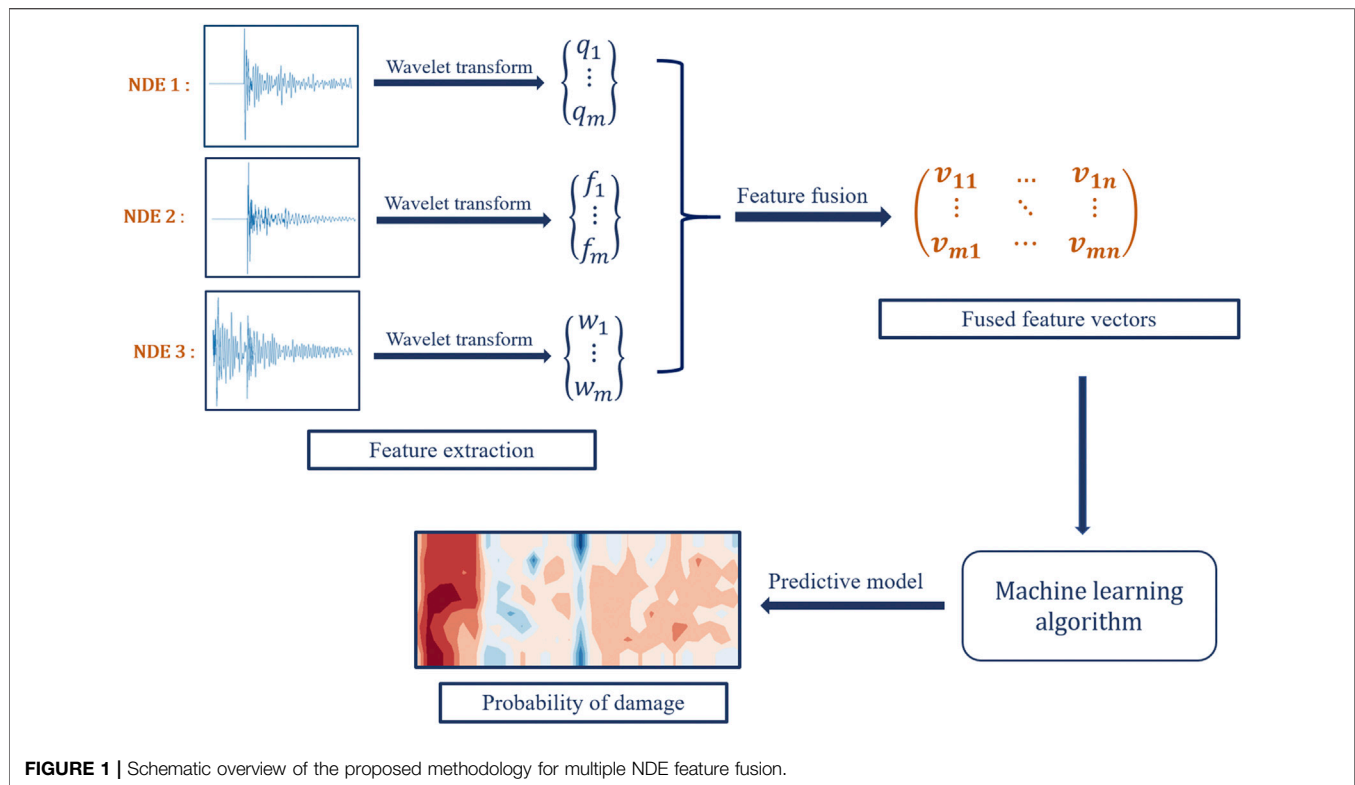 NDE 1 :
Wavelet transform
q1
⋮
qm
NDE 2 :
Wavelet transform
f1
⋮
fm
NDE 3 :
Wavelet transform
w1
⋮
wm
Feature extraction
Feature fusion
v11 … v1n
⋮ ⋱ ⋮
vm1 … vmn
Fused feature vectors
Machine learning
algorithm
Predictive model
Probability of damage
FIGURE 1 | Schematic overview of the proposed methodology for multiple NDE feature fusion.